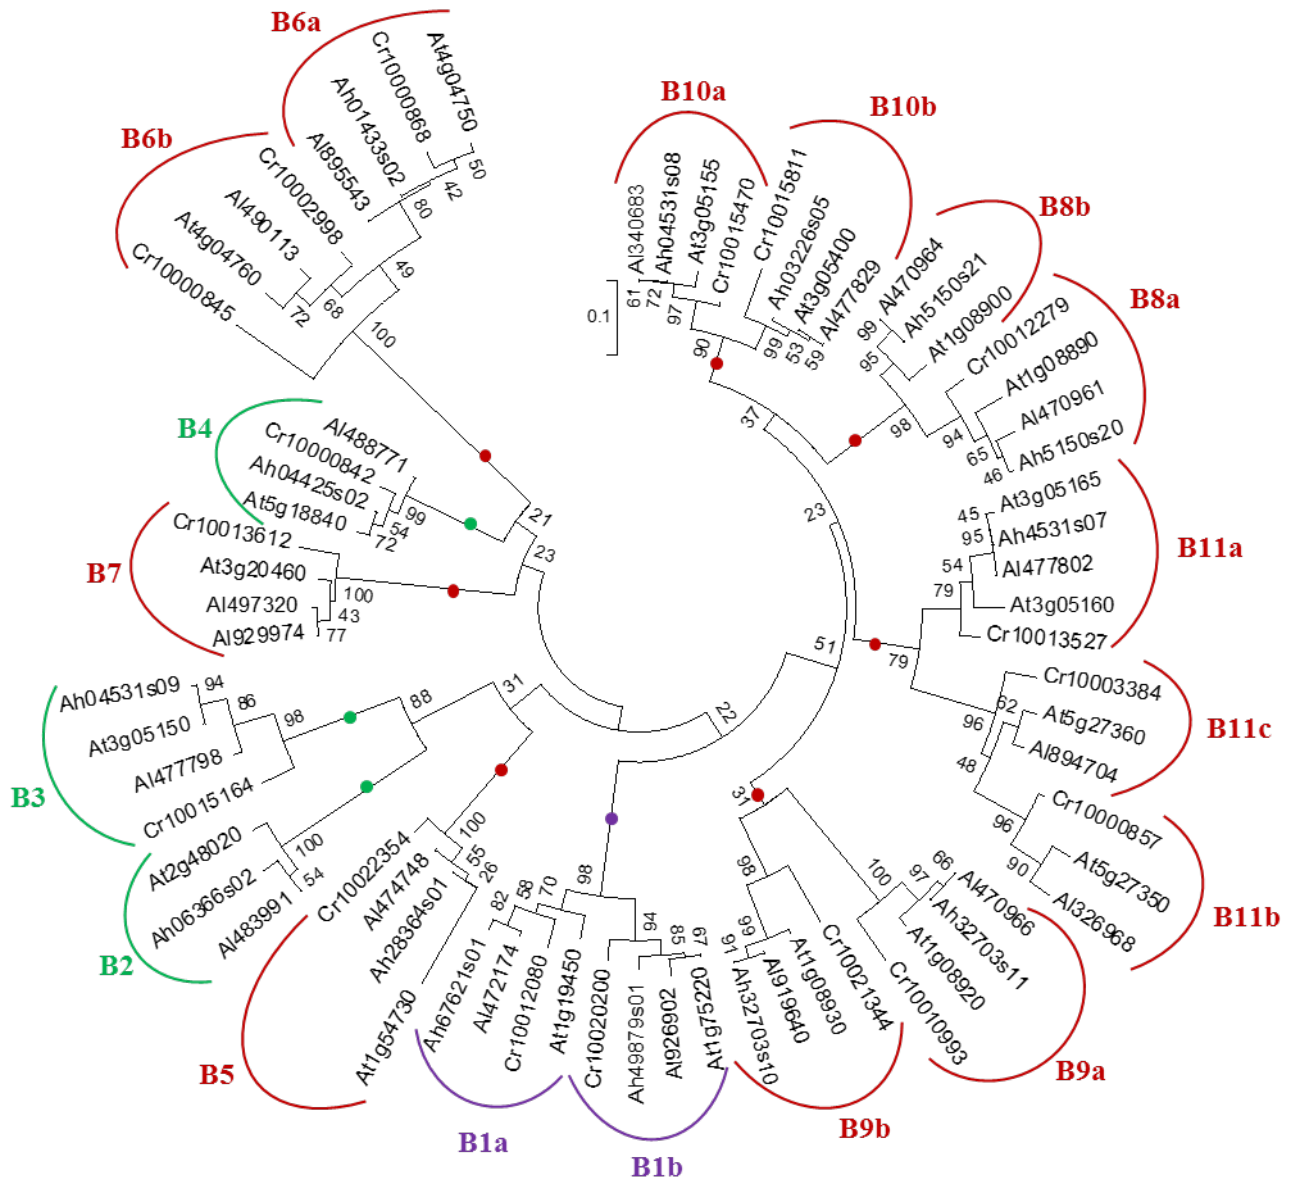 B6a
At4g04750
Cr10000868
Ah01433s02
Al895543
50
42
80
B6b
Cr10002998
Al490113
At4g04760
Cr10000845
49
68
72
100
B10a
Al340683
Ah04531s08
At3g05155
Cr10015470
61
72
97
0.1
90
B10b
Cr10015811
Ah03226s05
At3g05400
Al477829
99
53
59
37
B8b
Al470964
Ah5150s21
At1g08900
99
95
98
B8a
Cr10012279
At1g08890
Al470961
Ah5150s20
94
65
46
23
B11a
At3g05165
Ah4531s07
Al477802
At3g05160
Cr10013527
45
95
54
79
79
B11c
Cr10003384
At5g27360
Al894704
62
96
48
B11b
Cr10000857
At5g27350
Al326968
96
90
51
B9a
Al470966
Ah32703s11
At1g08920
Cr10010993
66
97
100
31
B9b
Cr10021344
At1g08930
Al919640
Ah32703s10
98
99
91
22
B1b
At1g75220
Al926902
Ah49879s01
Cr10020200
67
85
94
98
B1a
At1g19450
Cr10012080
Al472174
Ah67621s01
70
58
82
B5
At1g54730
Ah28364s01
Al474748
Cr10022354
100
55
26
31
B2
Al483991
Ah06366s02
At2g48020
100
54
88
B3
Cr10015164
Al477798
At3g05150
Ah04531s09
94
86
98
B7
Cr10013612
At3g20460
Al497320
Al929974
100
43
77
B4
Al488771
Cr10000842
Ah04425s02
At5g18840
99
54
72
21
23